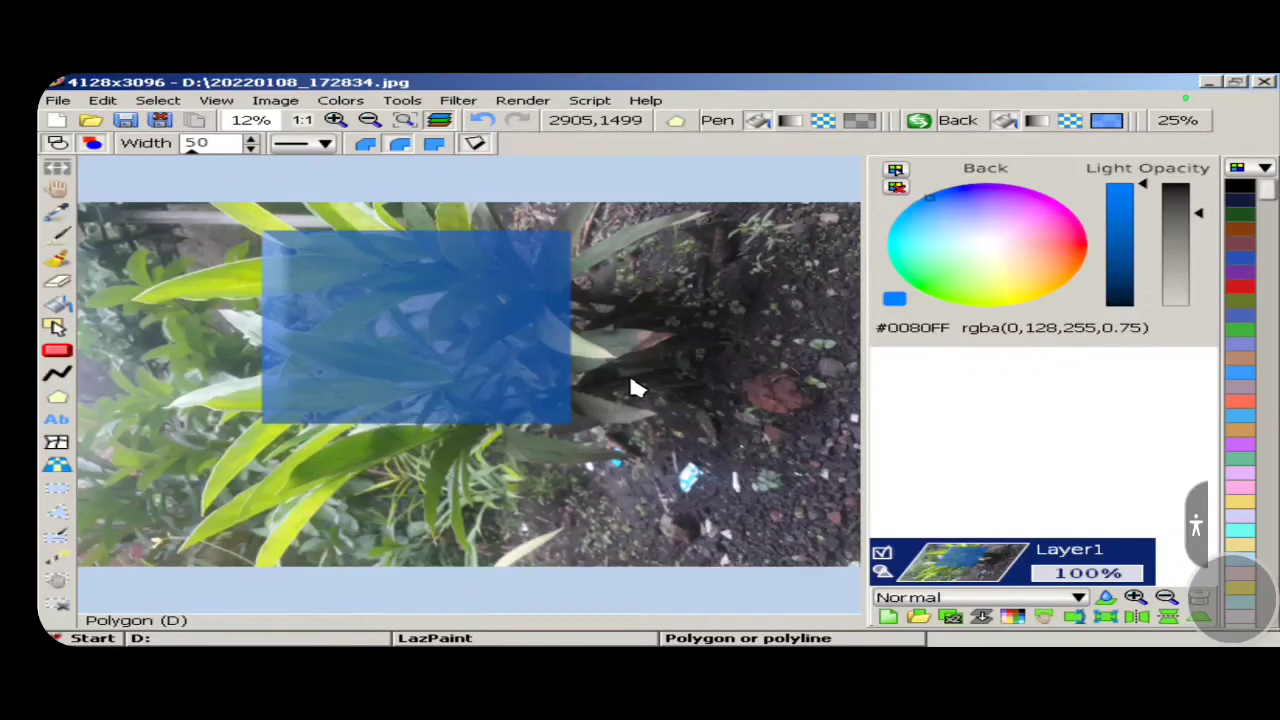 4128x3096 - D:\20220108_172834.jpg
File Edit Select View Image Colors Tools Filter Render Script Help
12% 1:1 2905,1499 Pen Back 25%
Width 50
Back Light Opacity
#0080FF rgba(0,128,255,0.75)
Ab
Layer1
100%
Normal
x2
Polygon (D)
Start D: LazPaint Polygon or polyline